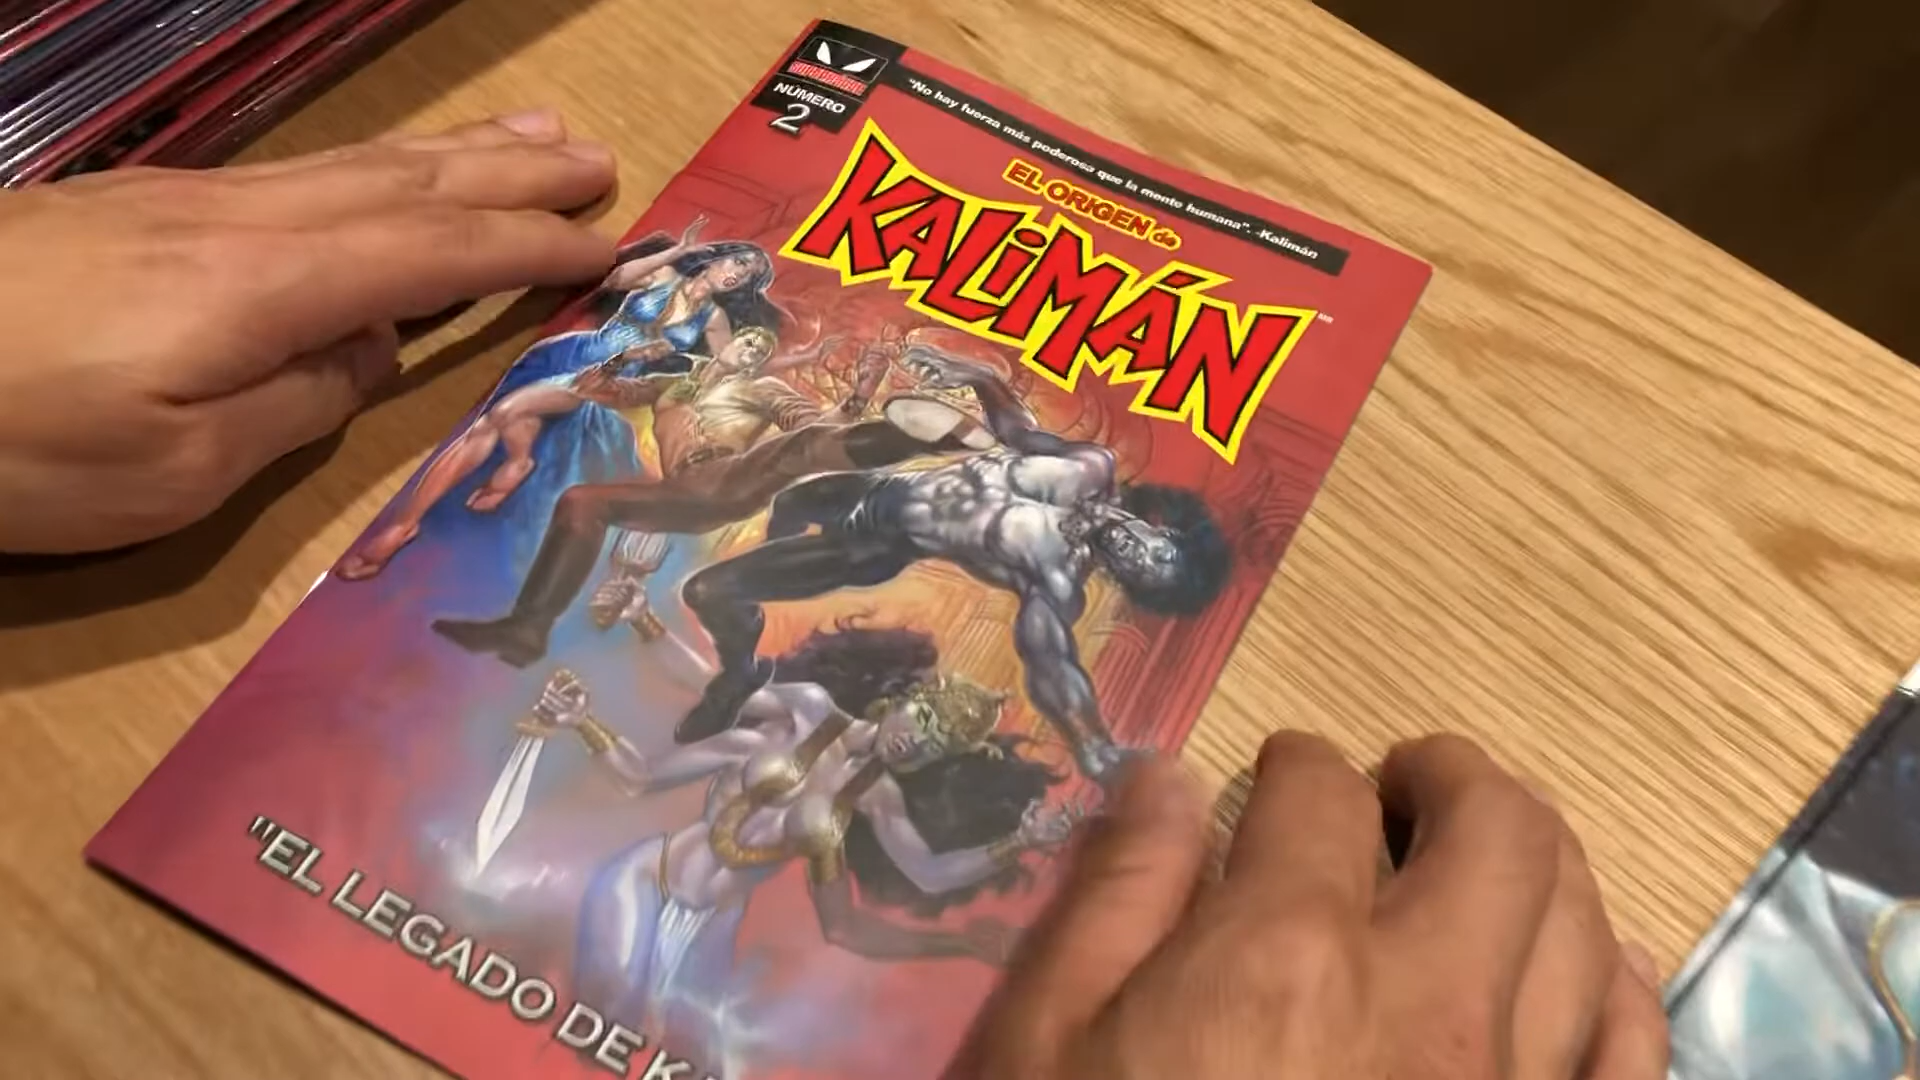 NÚMERO
2
"No hay fuerza más poderosa que la mente humana". -Kalimán
EL ORIGEN de
KALiMÁN
"EL LEGADO DE